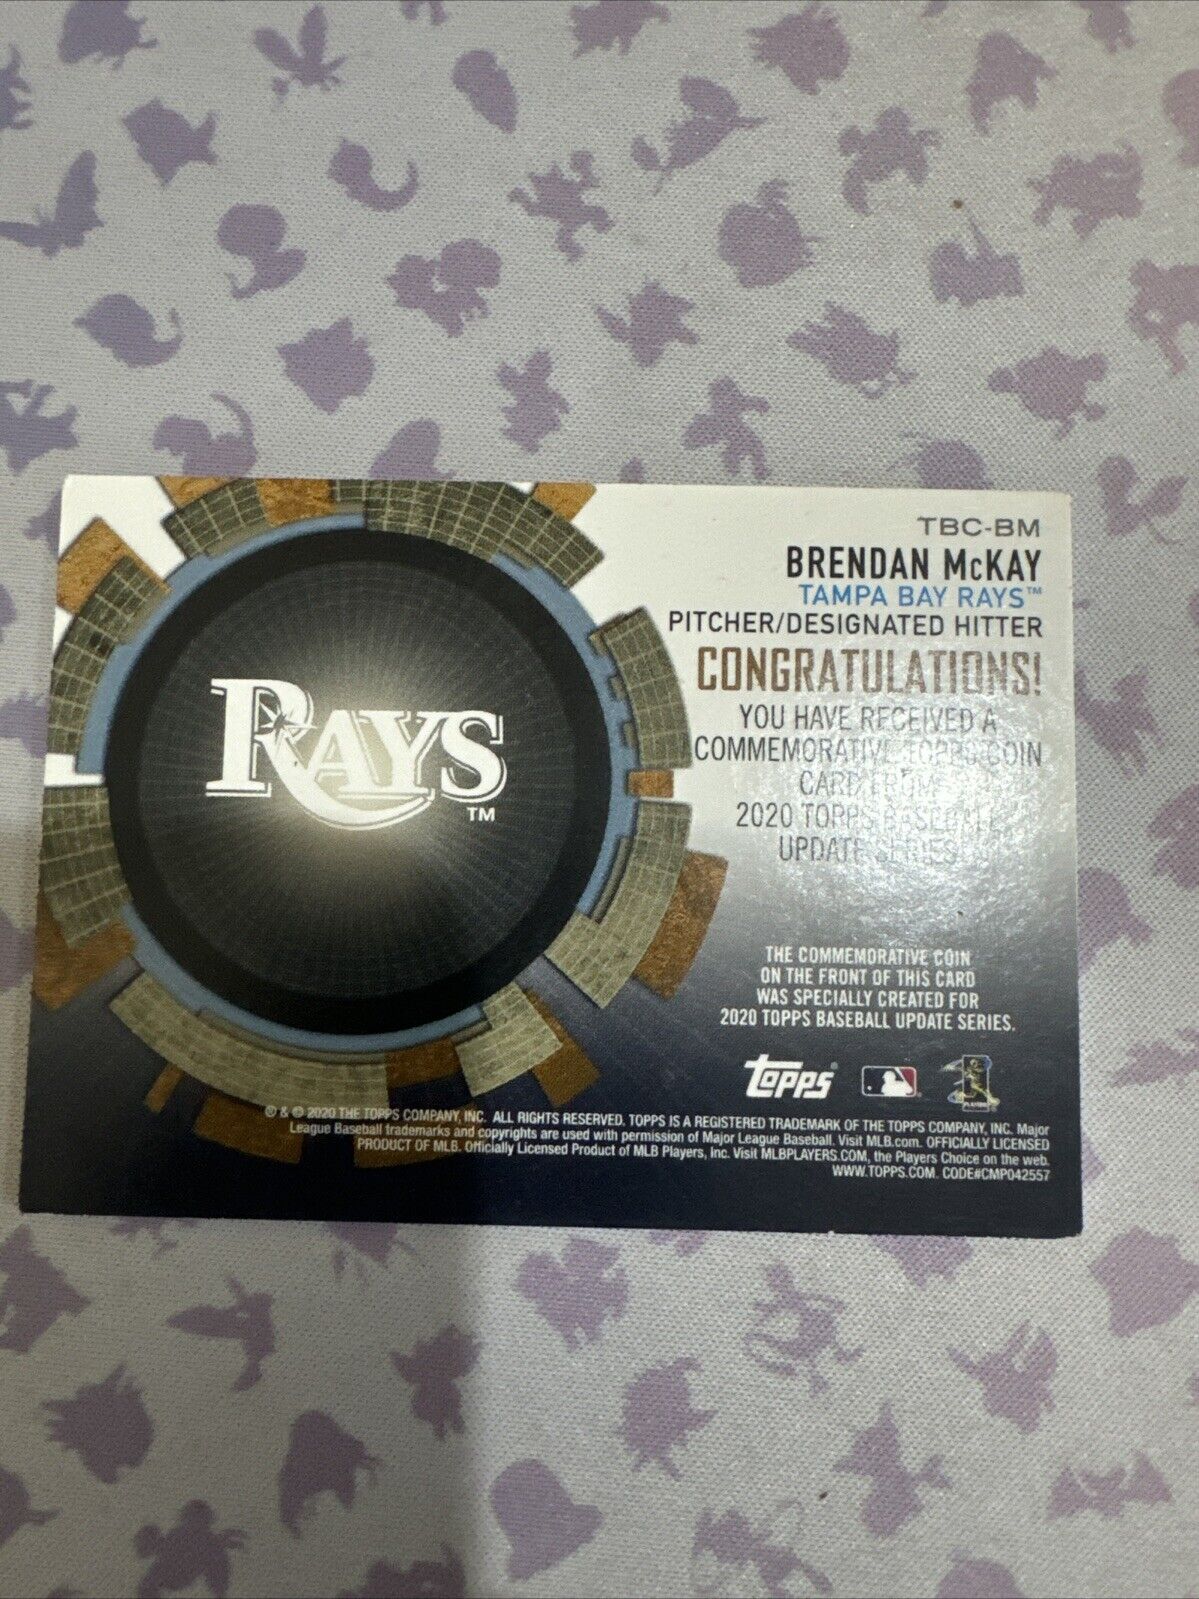 TBC-BM
BRENDAN McKAY
TAMPA BAY RAYS™
PITCHER/DESIGNATED HITTER
CONGRATULATIONS!
YOU HAVE RECEIVED A
COMMEMORATIVE TOPPS COIN
CARD FROM
2020 TOPPS BASEBALL
UPDATE SERIES
RAYS
TM
THE COMMEMORATIVE COIN
ON THE FRONT OF THIS CARD
WAS SPECIALLY CREATED FOR
2020 TOPPS BASEBALL UPDATE SERIES.
topps®
PLAYERS
® & © 2020 THE TOPPS COMPANY, INC. ALL RIGHTS RESERVED. TOPPS IS A REGISTERED TRADEMARK OF THE TOPPS COMPANY, INC. Major
League Baseball trademarks and copyrights are used with permission of Major League Baseball. Visit MLB.com. OFFICIALLY LICENSED
PRODUCT OF MLB. Officially Licensed Product of MLB Players, Inc. Visit MLBPLAYERS.COM, the Players Choice on the web.
WWW.TOPPS.COM. CODE#CMP042557